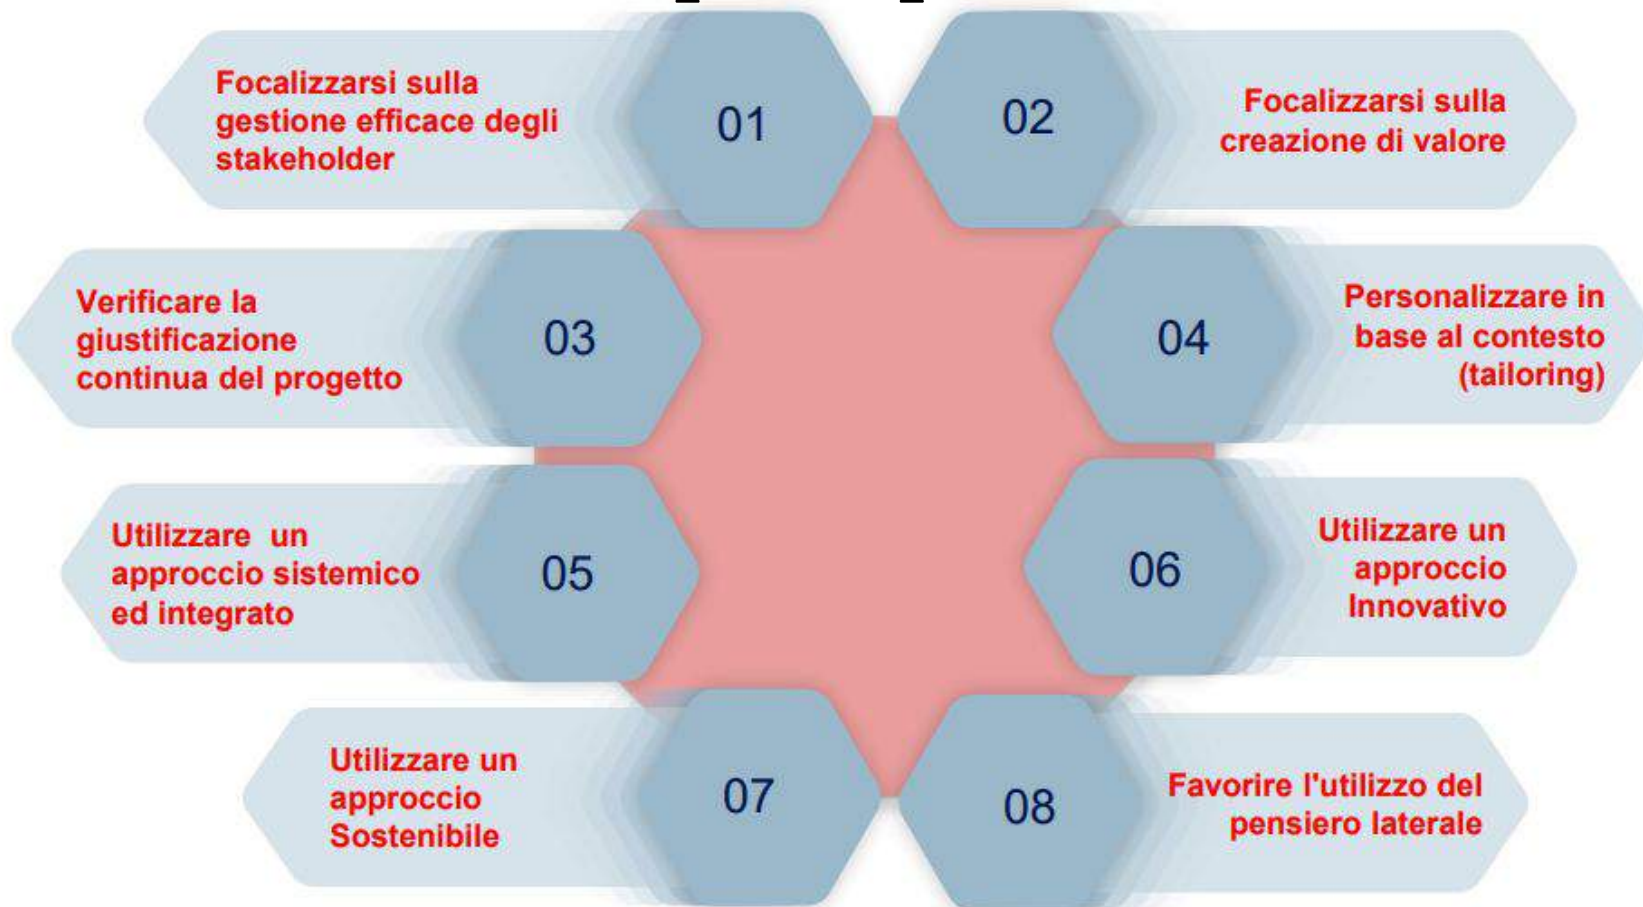 01
Focalizzarsi sulla
gestione efficace degli
stakeholder
02
Focalizzarsi sulla
creazione di valore
03
Verificare la
giustificazione
continua del progetto
04
Personalizzare in
base al contesto
(tailoring)
05
Utilizzare un
approccio sistemico
ed integrato
06
Utilizzare un
approccio
Innovativo
07
Utilizzare un
approccio
Sostenibile
08
Favorire l'utilizzo del
pensiero laterale